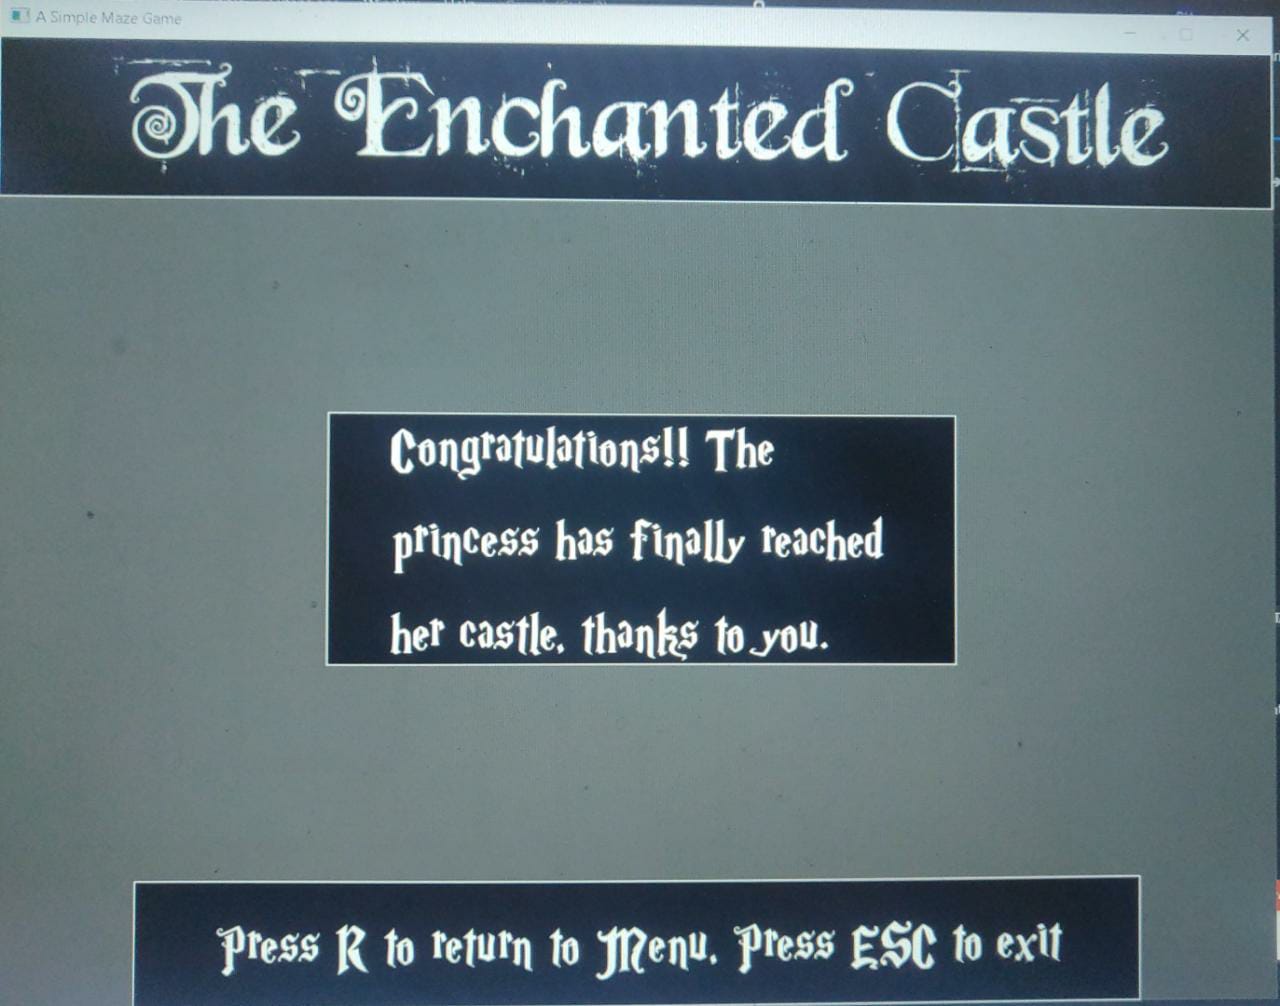 A Simple Maze Game
The Enchanted Castle
Congratulations!! The
princess has finally reached
her castle, thanks to you.
Press R to return to Menu, Press ESC to exit